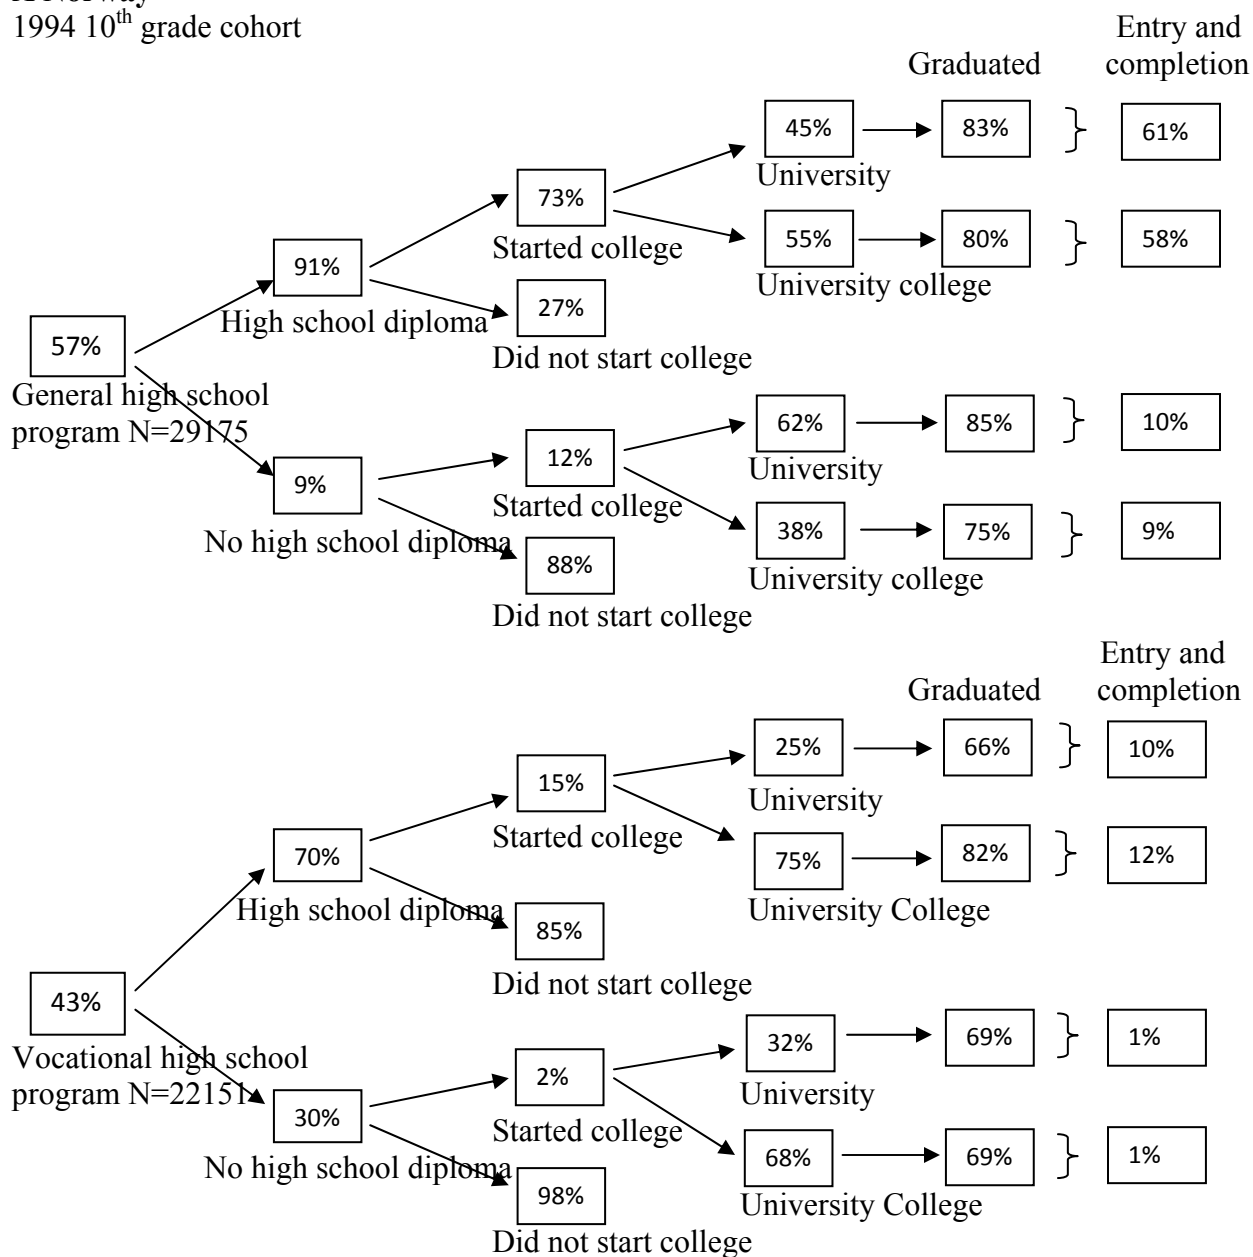 1994 10th grade cohort
Entry and
completion
Graduated
45%
83%
61%
University
73%
Started college
55%
80%
58%
University college
91%
High school diploma
27%
Did not start college
57%
General high school
program N=29175
62%
85%
10%
University
12%
Started college
9%
No high school diploma
38%
75%
9%
University college
88%
Did not start college
Entry and
completion
Graduated
25%
66%
10%
University
15%
Started college
75%
82%
12%
University College
70%
High school diploma
85%
Did not start college
43%
Vocational high school
program N=22151
32%
69%
1%
University
2%
Started college
30%
No high school diploma
68%
69%
1%
University College
98%
Did not start college